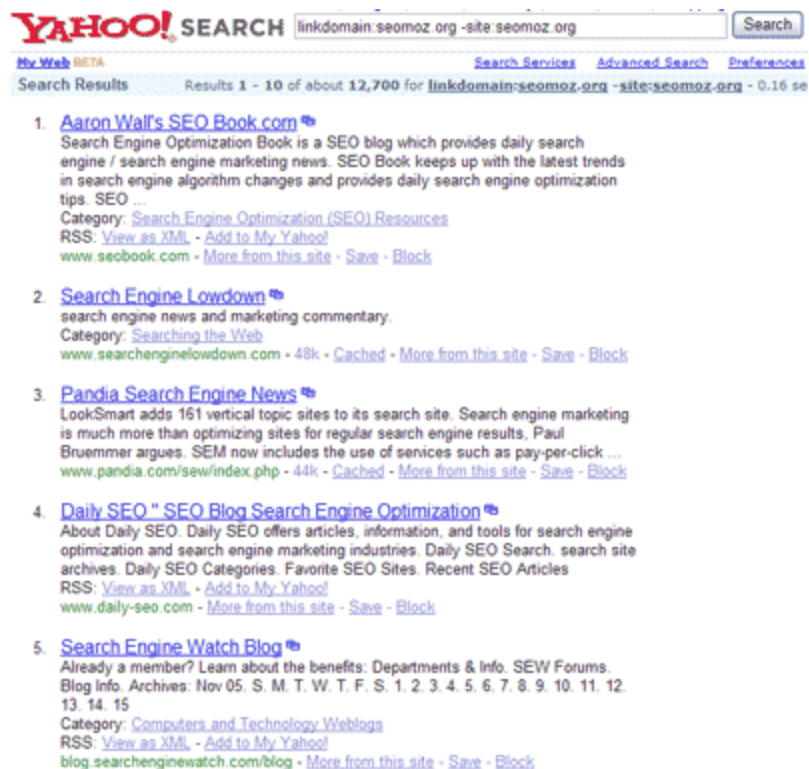 YAHOO! SEARCH linkdomain:seomoz.org -site:seomoz.org Search
My Web BETA Search Services Advanced Search Preferences
Search Results Results 1 - 10 of about 12,700 for linkdomain:seomoz.org -site:seomoz.org - 0.16 se
1. Aaron Wall's SEO Book.com
Search Engine Optimization Book is a SEO blog which provides daily search
engine / search engine marketing news. SEO Book keeps up with the latest trends
in search engine algorithm changes and provides daily search engine optimization
tips. SEO ...
Category: Search Engine Optimization (SEO) Resources
RSS: View as XML - Add to My Yahoo!
www.seobook.com - More from this site - Save - Block
2. Search Engine Lowdown
search engine news and marketing commentary.
Category: Searching the Web
www.searchenginelowdown.com - 48k - Cached - More from this site - Save - Block
3. Pandia Search Engine News
LookSmart adds 161 vertical topic sites to its search site. Search engine marketing
is much more than optimizing sites for regular search engine results, Paul
Bruemmer argues. SEM now includes the use of services such as pay-per-click ...
www.pandia.com/sew/index.php - 44k - Cached - More from this site - Save - Block
4. Daily SEO " SEO Blog Search Engine Optimization
About Daily SEO. Daily SEO offers articles, information, and tools for search engine
optimization and search engine marketing industries. Daily SEO Search. search site
archives. Daily SEO Categories. Favorite SEO Sites. Recent SEO Articles
RSS: View as XML - Add to My Yahoo!
www.daily-seo.com - More from this site - Save - Block
5. Search Engine Watch Blog
Already a member? Learn about the benefits: Departments & Info. SEW Forums.
Blog Info. Archives: Nov 05. S. M. T. W. T. F. S. 1. 2. 3. 4. 5. 6. 7. 8. 9. 10. 11. 12.
13. 14. 15
Category: Computers and Technology Weblogs
RSS: View as XML - Add to My Yahoo!
blog.searchenginewatch.com/blog - More from this site - Save - Block